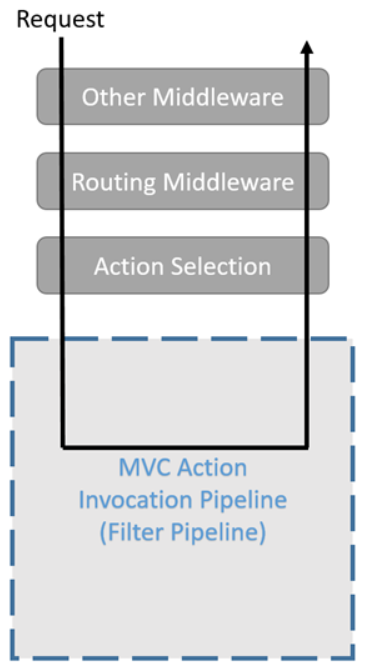 Request
Other Middleware
Routing Middleware
Action Selection
MVC Action
Invocation Pipeline
(Filter Pipeline)